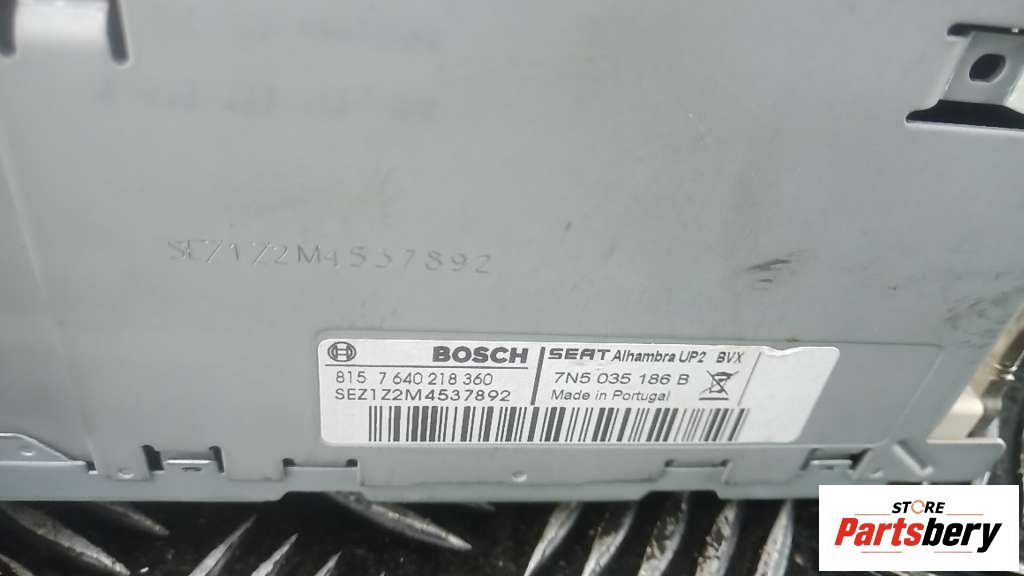 SEZ1Z2M4537892
BOSCH
SEAT Alhambra UP2 BVX
815 7 640 218 360
7N5 035 186 B
SEZ1Z2M4537892
Made in Portugal
STORE
Partsbery